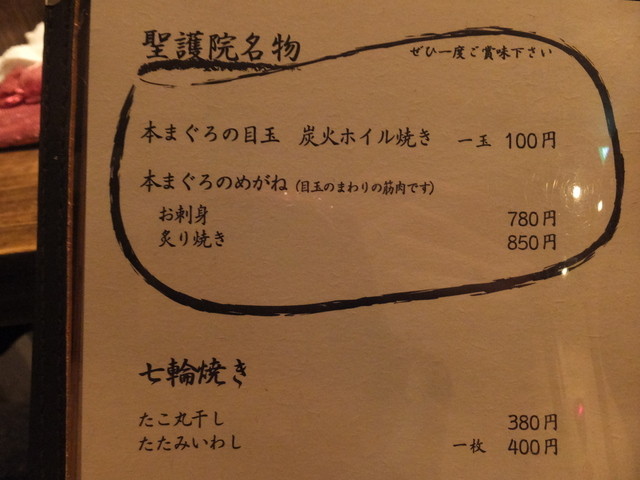 聖護院名物
ぜひ一度ご賞味下さい
本まぐろの目玉 炭火ホイル焼き 一玉 100円
本まぐろのめがね (目玉のまわりの筋肉です)
お刺身 780円
炙り焼き 850円
七輪焼き
たこ丸干し 380円
たたみいわし 一枚 400円